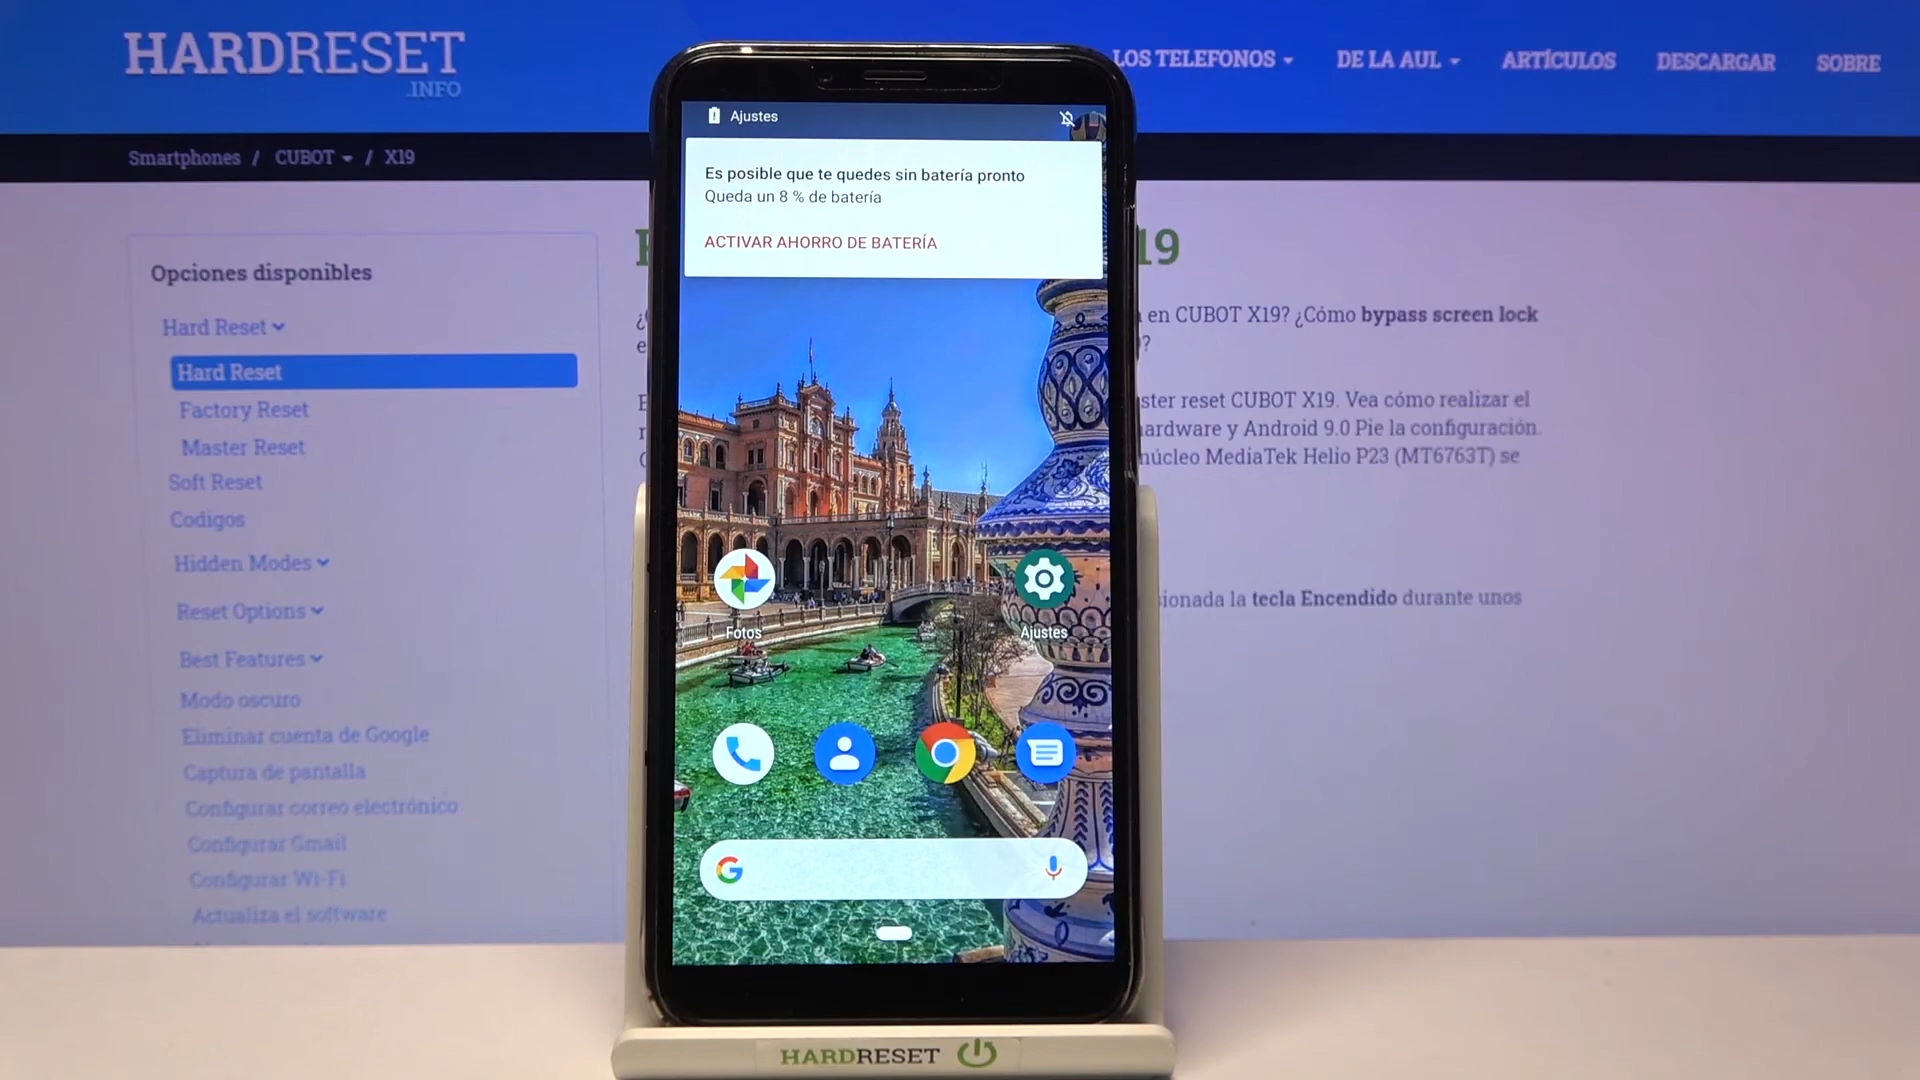 HARDRESET
.INFO
LOS TELEFONOS
DE LA AUL
ARTÍCULOS
DESCARGAR
SOBRE
Smartphones / CUBOT / X19
Opciones disponibles
Hard Reset
Hard Reset
Factory Reset
Master Reset
Soft Reset
Codigos
Hidden Modes
Reset Options
Best Features
Modo oscuro
Eliminar cuenta de Google
Captura de pantalla
Configurar correo electrónico
Configurar Gmail
Configurar Wi-Fi
Actualiza el software
Ajustes
Es posible que te quedes sin batería pronto
Queda un 8 % de batería
ACTIVAR AHORRO DE BATERÍA
Fotos
Ajustes
G
19
en CUBOT X19? ¿Cómo bypass screen lock
?
ster reset CUBOT X19. Vea cómo realizar el
hardware y Android 9.0 Pie la configuración.
núcleo MediaTek Helio P23 (MT6763T) se
ionada la tecla Encendido durante unos
HARDRESET